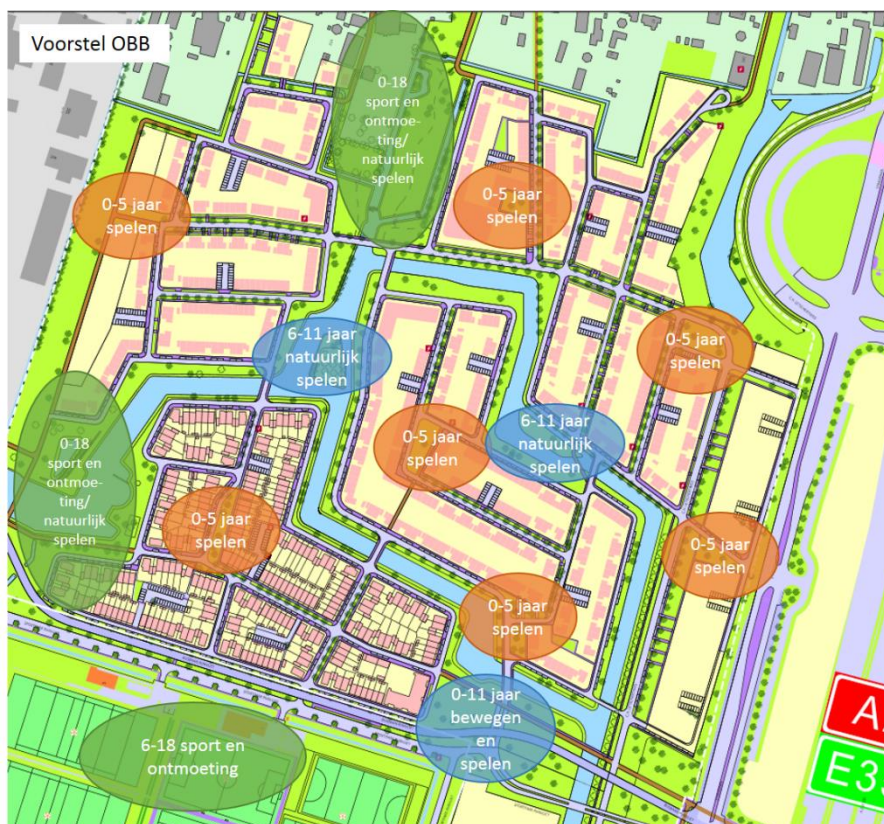 Voorstel OBB
0-18
sport en
ontmoe-
ting/
natuurlijk
spelen
0-5 jaar
spelen
0-5 jaar
spelen
6-11 jaar
natuurlijk
spelen
0-5 jaar
spelen
0-18
sport en
ontmoe-
ting/
natuurlijk
spelen
0-5 jaar
spelen
6-11 jaar
natuurlijk
spelen
0-5 jaar
spelen
0-5 jaar
spelen
0-5 jaar
spelen
0-11 jaar
bewegen
en
spelen
6-18 sport en
ontmoeting